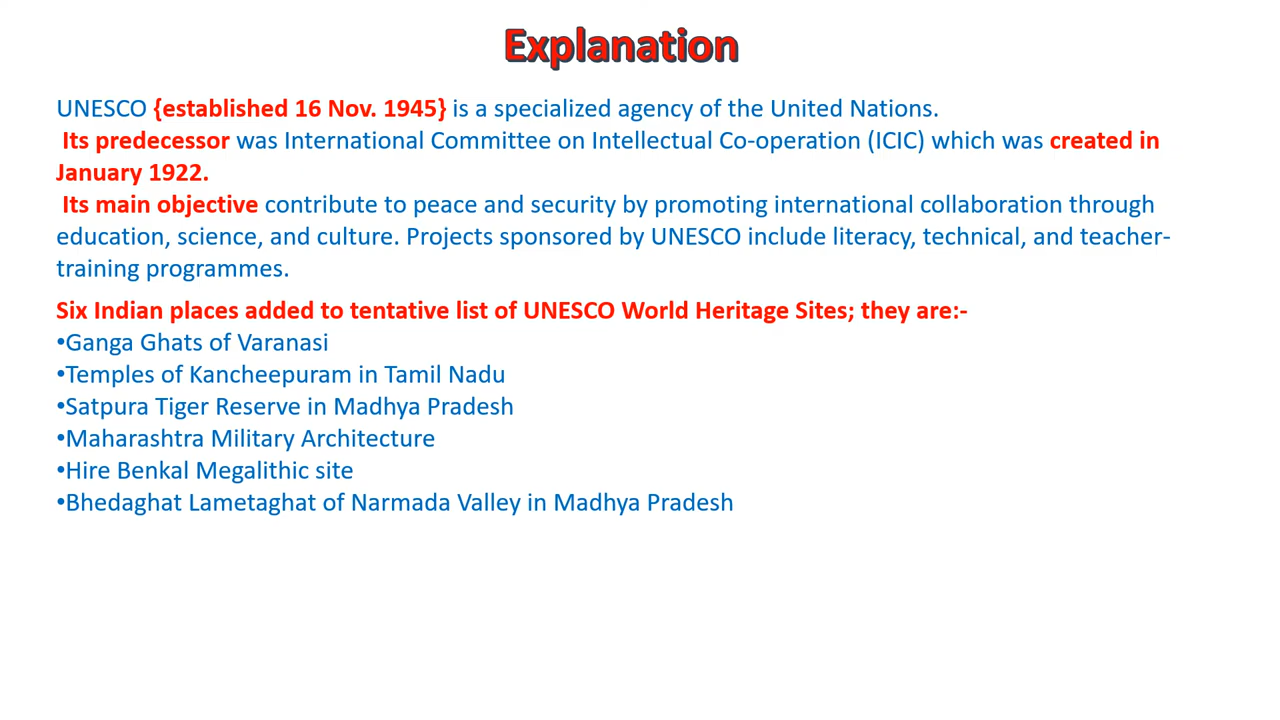 Explanation
UNESCO {established 16 Nov. 1945} is a specialized agency of the United Nations.
Its predecessor was International Committee on Intellectual Co-operation (ICIC) which was created in
January 1922.
Its main objective contribute to peace and security by promoting international collaboration through
education, science, and culture. Projects sponsored by UNESCO include literacy, technical, and teacher-
training programmes.
Six Indian places added to tentative list of UNESCO World Heritage Sites; they are:-
•Ganga Ghats of Varanasi
•Temples of Kancheepuram in Tamil Nadu
•Satpura Tiger Reserve in Madhya Pradesh
•Maharashtra Military Architecture
•Hire Benkal Megalithic site
•Bhedaghat Lametaghat of Narmada Valley in Madhya Pradesh